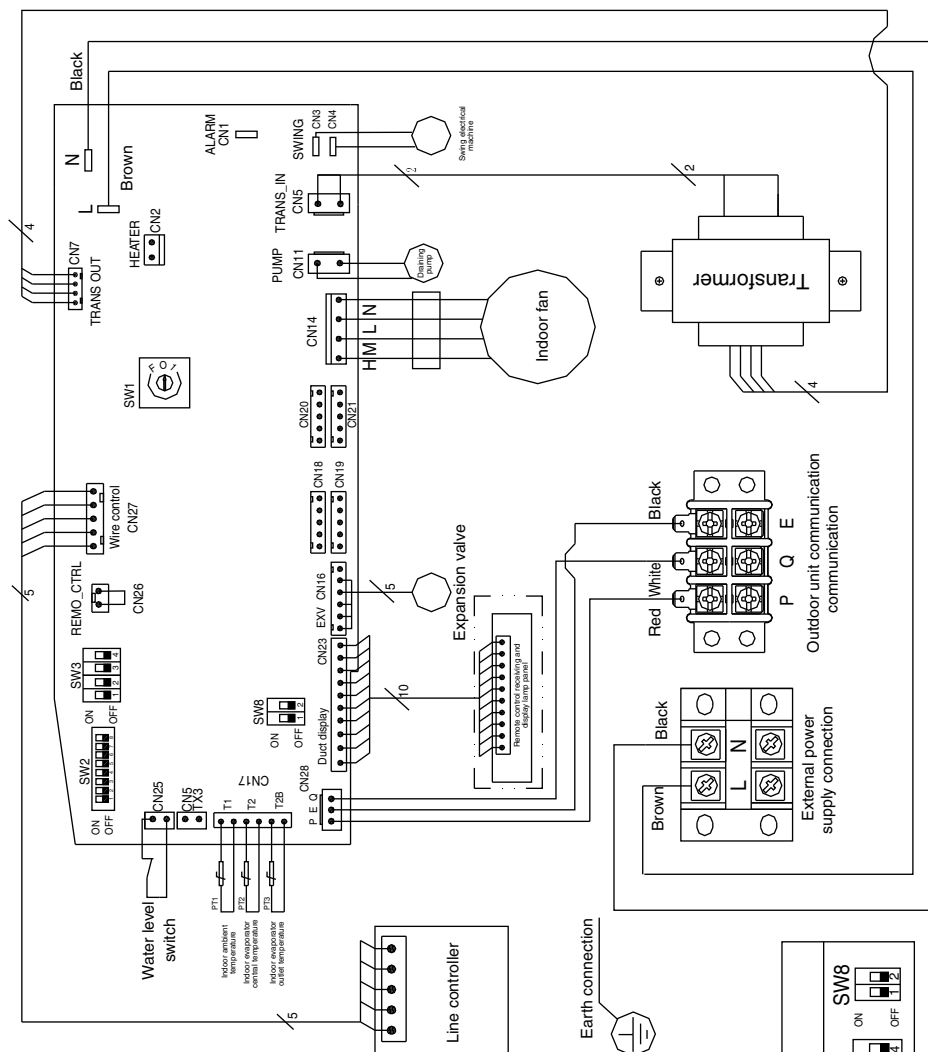 Black
N
Brown
L
4
CN7
TRANS OUT
HEATER
CN2
ALARM
CN1
SWING
CN3
CN4
Swing electrical
machine
TRANS_IN
CN5
2
2
PUMP
CN11
Draining
pump
CN14
H M L N
Indoor fan
Transformer
4
SW1
F 0 1
CN20
CN21
CN18
CN19
5
Wire control
CN27
REMO_CTRL
CN26
EXV
CN16
5
Expansion valve
SW3
ON
OFF
1 2 3 4
SW2
ON
OFF
SW8
ON
OFF
1 2
Duct display
CN23
10
Remote control receiving and
display lamp panel
CN28
P E Q
CN25
CN5
TX3
CN17
T1
T2
T2B
PT1
PT2
PT3
Water level
switch
Indoor ambient
temperature
Indoor evaporator
central temperature
Indoor evaporator
outlet temperature
Red
White
Black
P Q E
Outdoor unit communication
communication
Brown
Black
L N
External power
supply connection
5
Line controller
Earth connection
SW8
ON
OFF
1 2
4